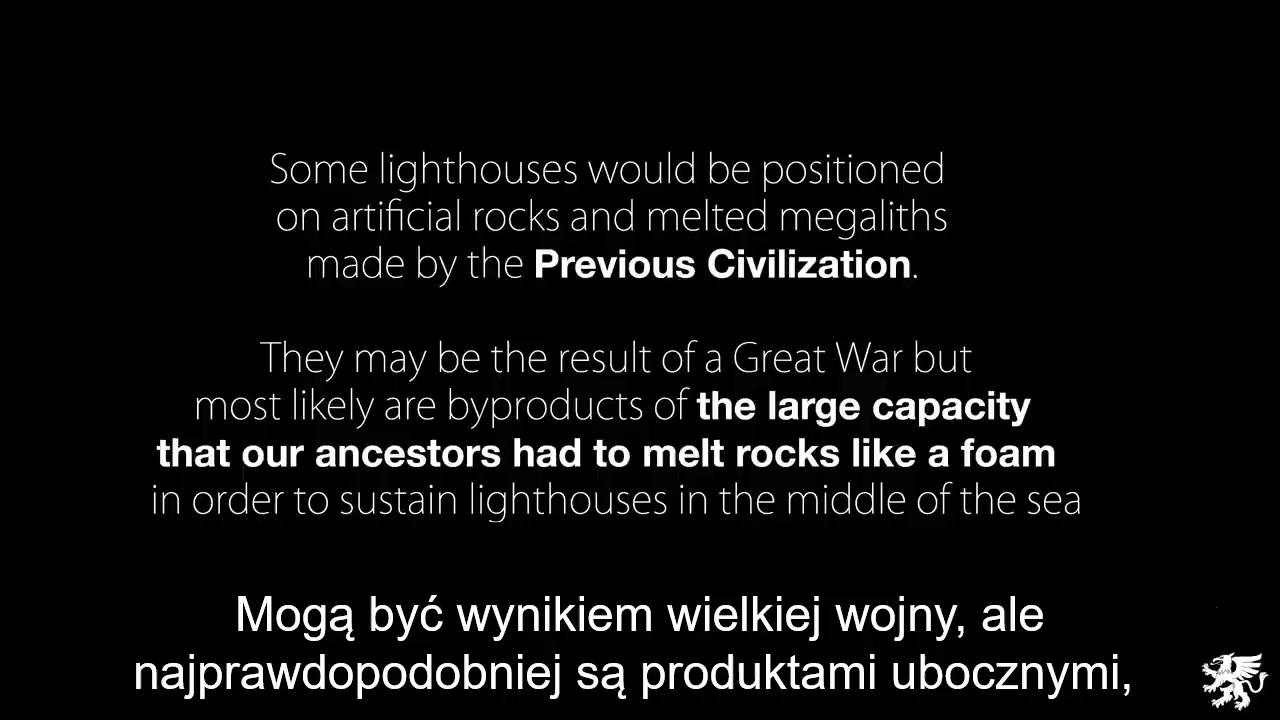 Some lighthouses would be positioned
on artificial rocks and melted megaliths
made by the Previous Civilization.
They may be the result of a Great War but
most likely are byproducts of the large capacity
that our ancestors had to melt rocks like a foam
in order to sustain lighthouses in the middle of the sea
Mogą być wynikiem wielkiej wojny, ale
najprawdopodobniej są produktami ubocznymi,